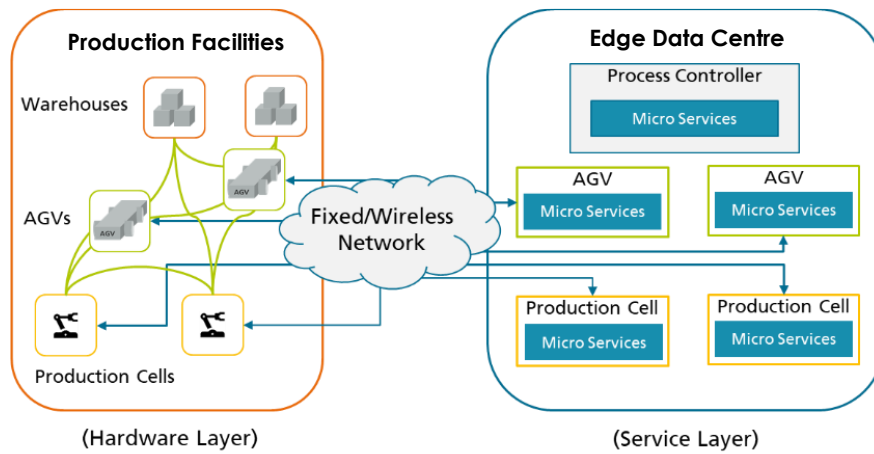 Production Facilities
Warehouses
AGV
AGVs
AGV
Production Cells
(Hardware Layer)
Fixed/Wireless
Network
Edge Data Centre
Process Controller
Micro Services
AGV
Micro Services
AGV
Micro Services
Production Cell
Micro Services
Production Cell
Micro Services
(Service Layer)